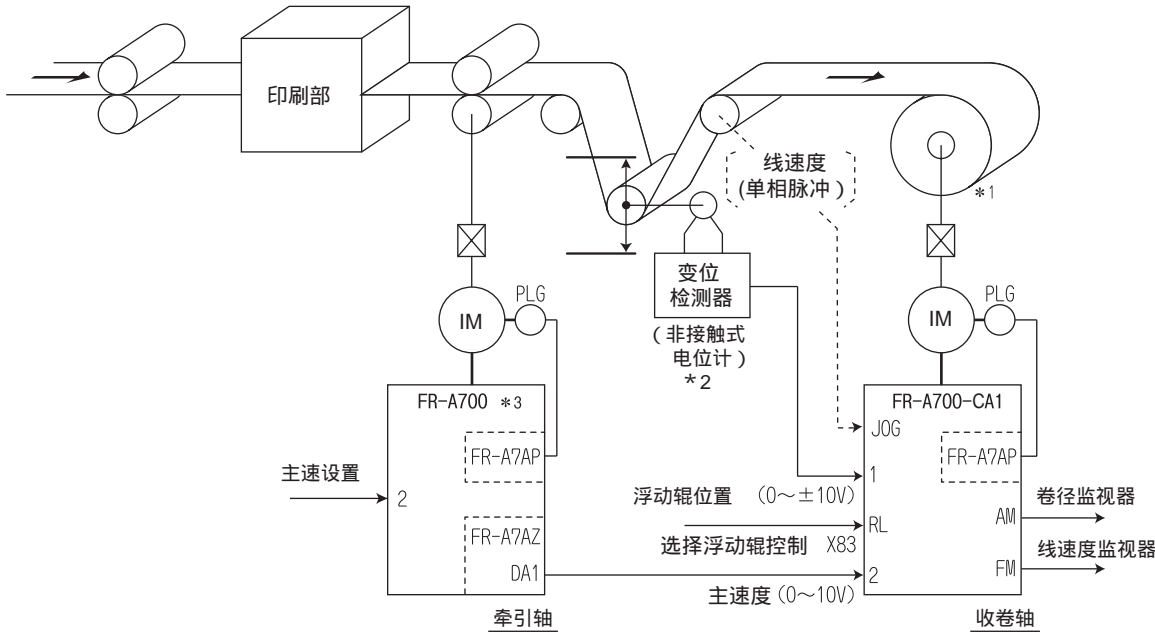 印刷部
线速度
(单相脉冲)
*1
变位
检测器
PLG
IM
PLG
IM
(非接触式
电位计)
*2
FR-A700 *3
FR-A700-CA1
JOG
FR-A7AP
FR-A7AP
主速设置
2
1
浮动辊位置 (0~±10V)
卷径监视器
AM
RL
选择浮动辊控制 X83
FR-A7AZ
线速度监视器
FM
DA1
2
主速度(0~10V)
牵引轴
收卷轴